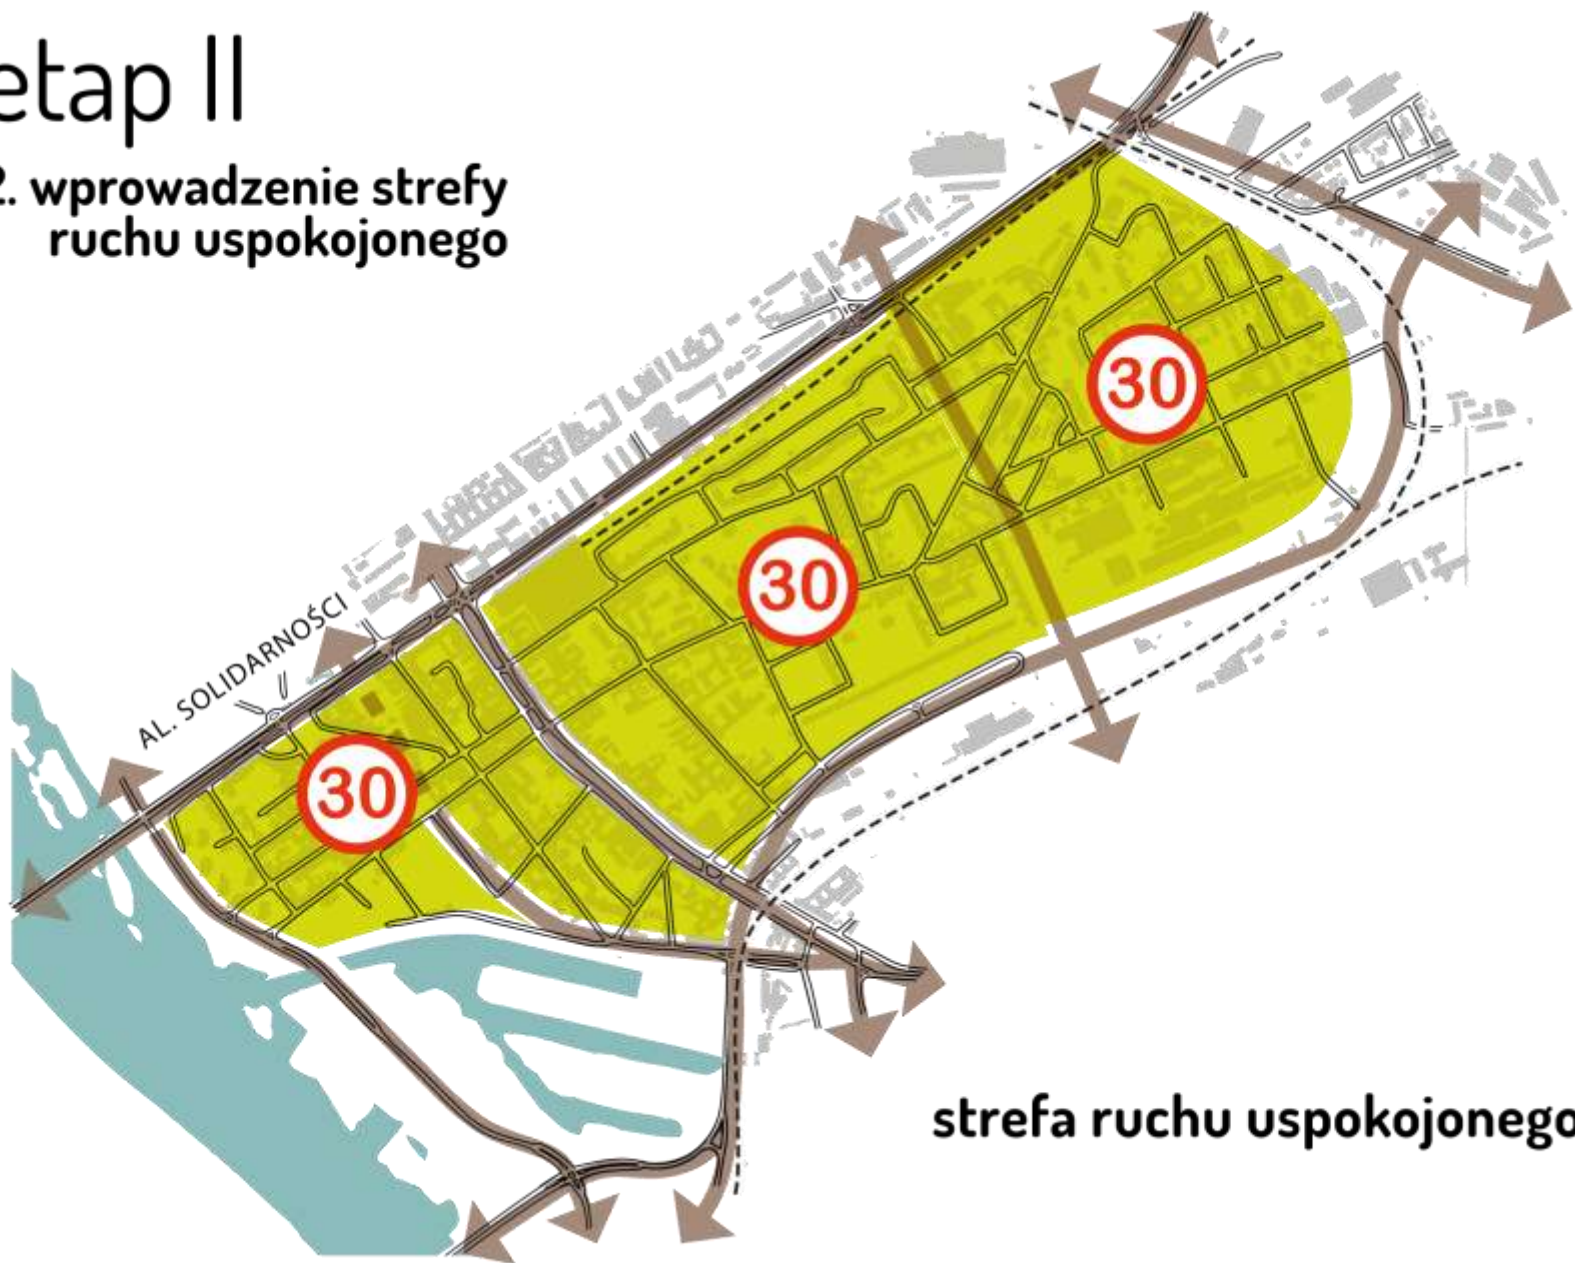 etap II
2. wprowadzenie strefy
ruchu uspokojonego
30
30
AL. SOLIDARNOŚCI
30
strefa ruchu uspokojonego